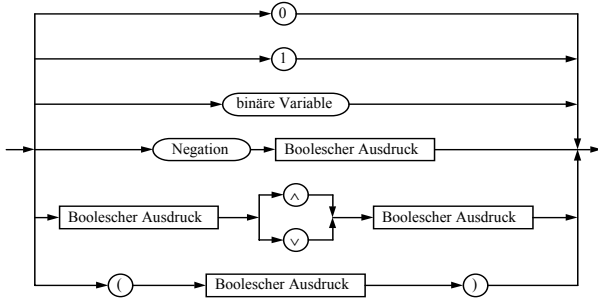 0
1
binäre Variable
Negation Boolescher Ausdruck
∧
Boolescher Ausdruck Boolescher Ausdruck
∨
( Boolescher Ausdruck )